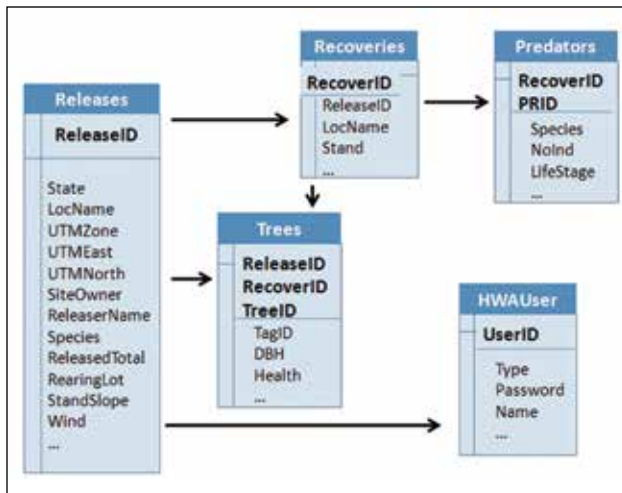 Releases
ReleaseID
State
LocName
UTMZone
UTMEast
UTMNorth
SiteOwner
ReleaserName
Species
ReleasedTotal
RearingLot
StandSlope
Wind
...
Recoveries
RecoverID
ReleaseID
LocName
Stand
...
Predators
RecoverID
PRID
Species
NoInd
LifeStage
...
Trees
ReleaseID
RecoverID
TreeID
TagID
DBH
Health
...
HWAUser
UserID
Type
Password
Name
...